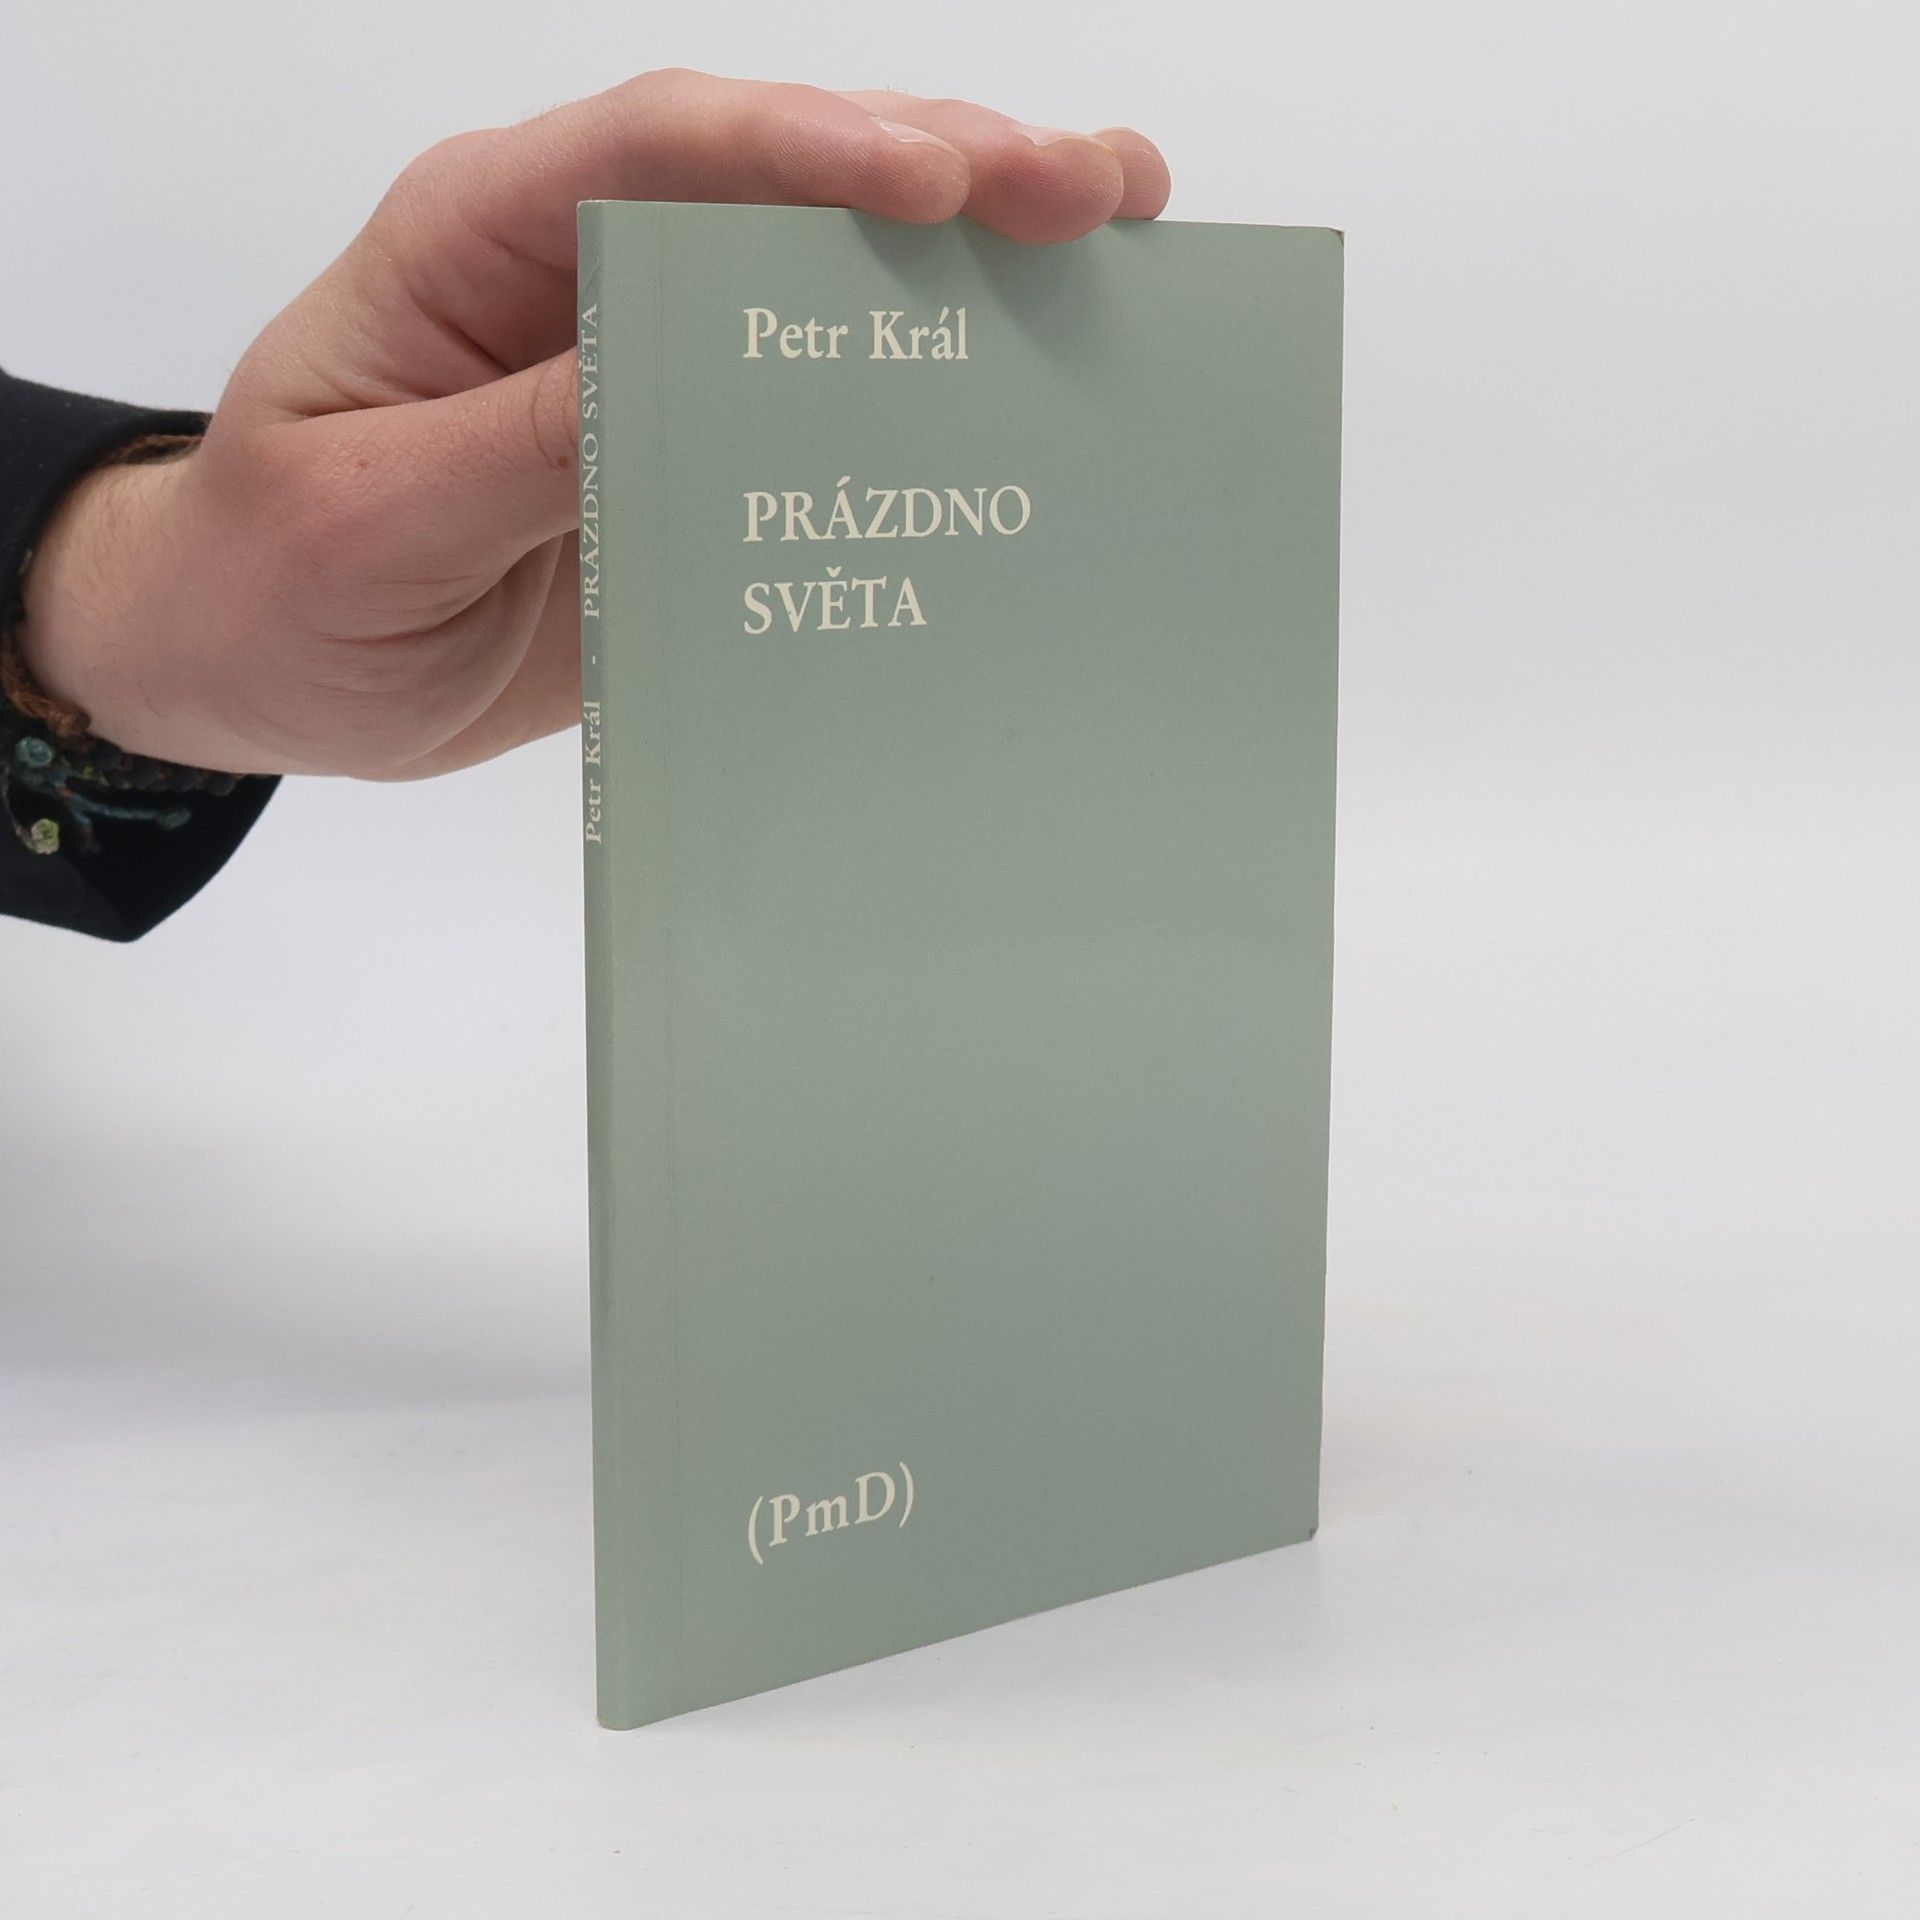 Petr Král
PRÁZDNO
SVĚTA
(PmD)
Petr Král - PRÁZDNO SVĚTA